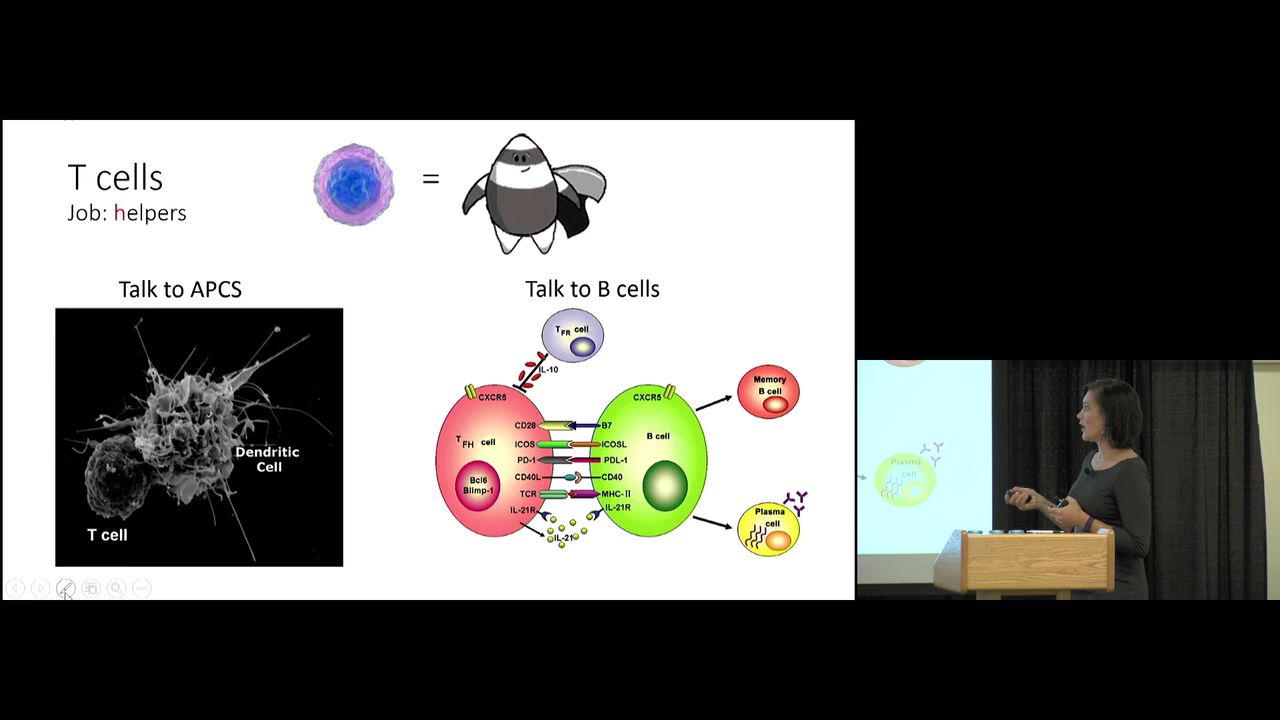 T cells
Job: helpers
=
Talk to APCS
Dendritic
Cell
T cell
Talk to B cells
TFR cell
IL-10
CXCR5
CXCR5
TFH cell
Bcl6
Blimp-1
B cell
CD28
B7
ICOS
ICOSL
PD-1
PDL-1
CD40L
CD40
TCR
MHC-II
IL-21R
IL-21R
IL-21
Memory
B cell
Plasma
cell
Plasma
cell